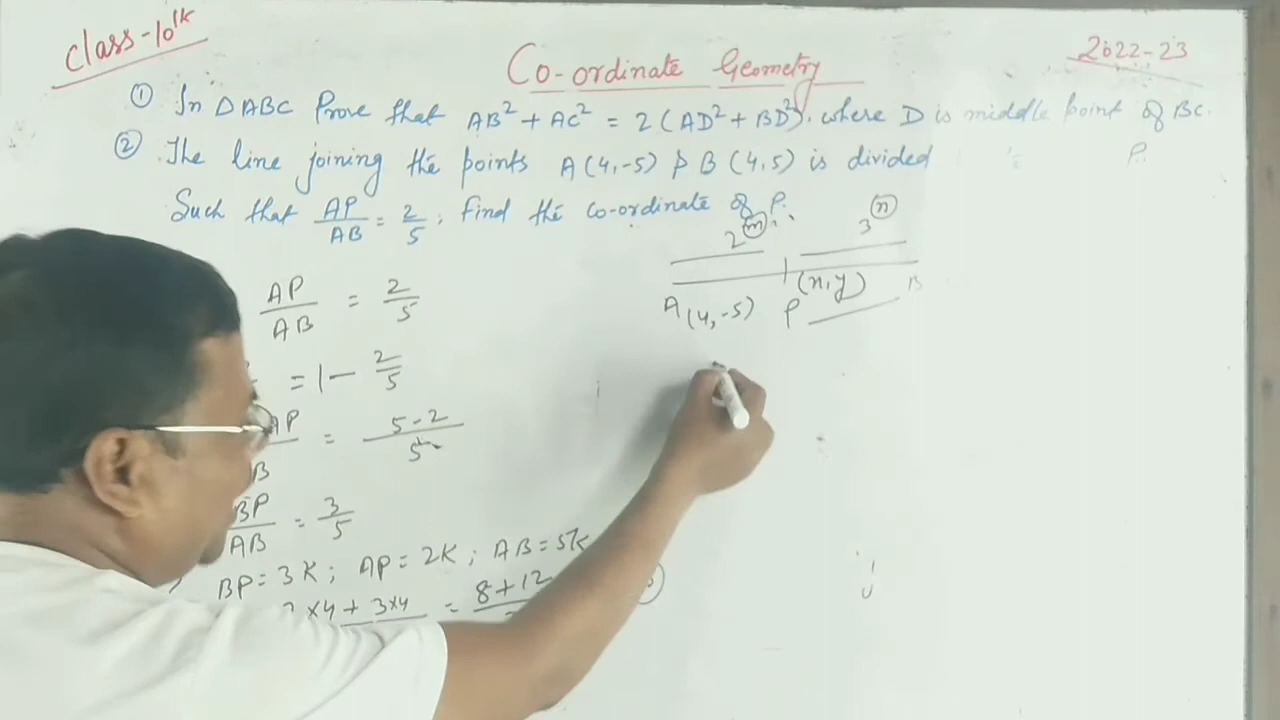 Class-10th
Co-ordinate Geometry
2022-23
① In △ABC Prove that AB² + AC² = 2(AD² + BD²). where D is middle point of BC.
② The line joining the points A(4,-5) & B(4,5) is divided P.
Such that AP/AB = 2/5, find the co-ordinate of P.
2 ⓜ 3 ⓝ
(x,y) B
A(4,-5) P
AP/AB = 2/5
= 1 - 2/5
= 5-2/5
BP/AB = 3/5
BP = 3K; AP = 2K; AB = 5K
×4 + 3×4 = 8+12